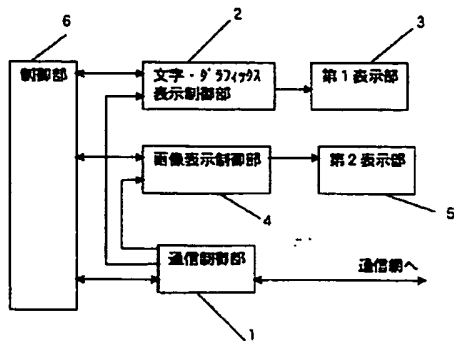 6
2
3
制御部
文字・グラフィックス
表示制御部
第1表示部
画像表示制御部
第2表示部
4
5
通信制御部
通信網へ
1